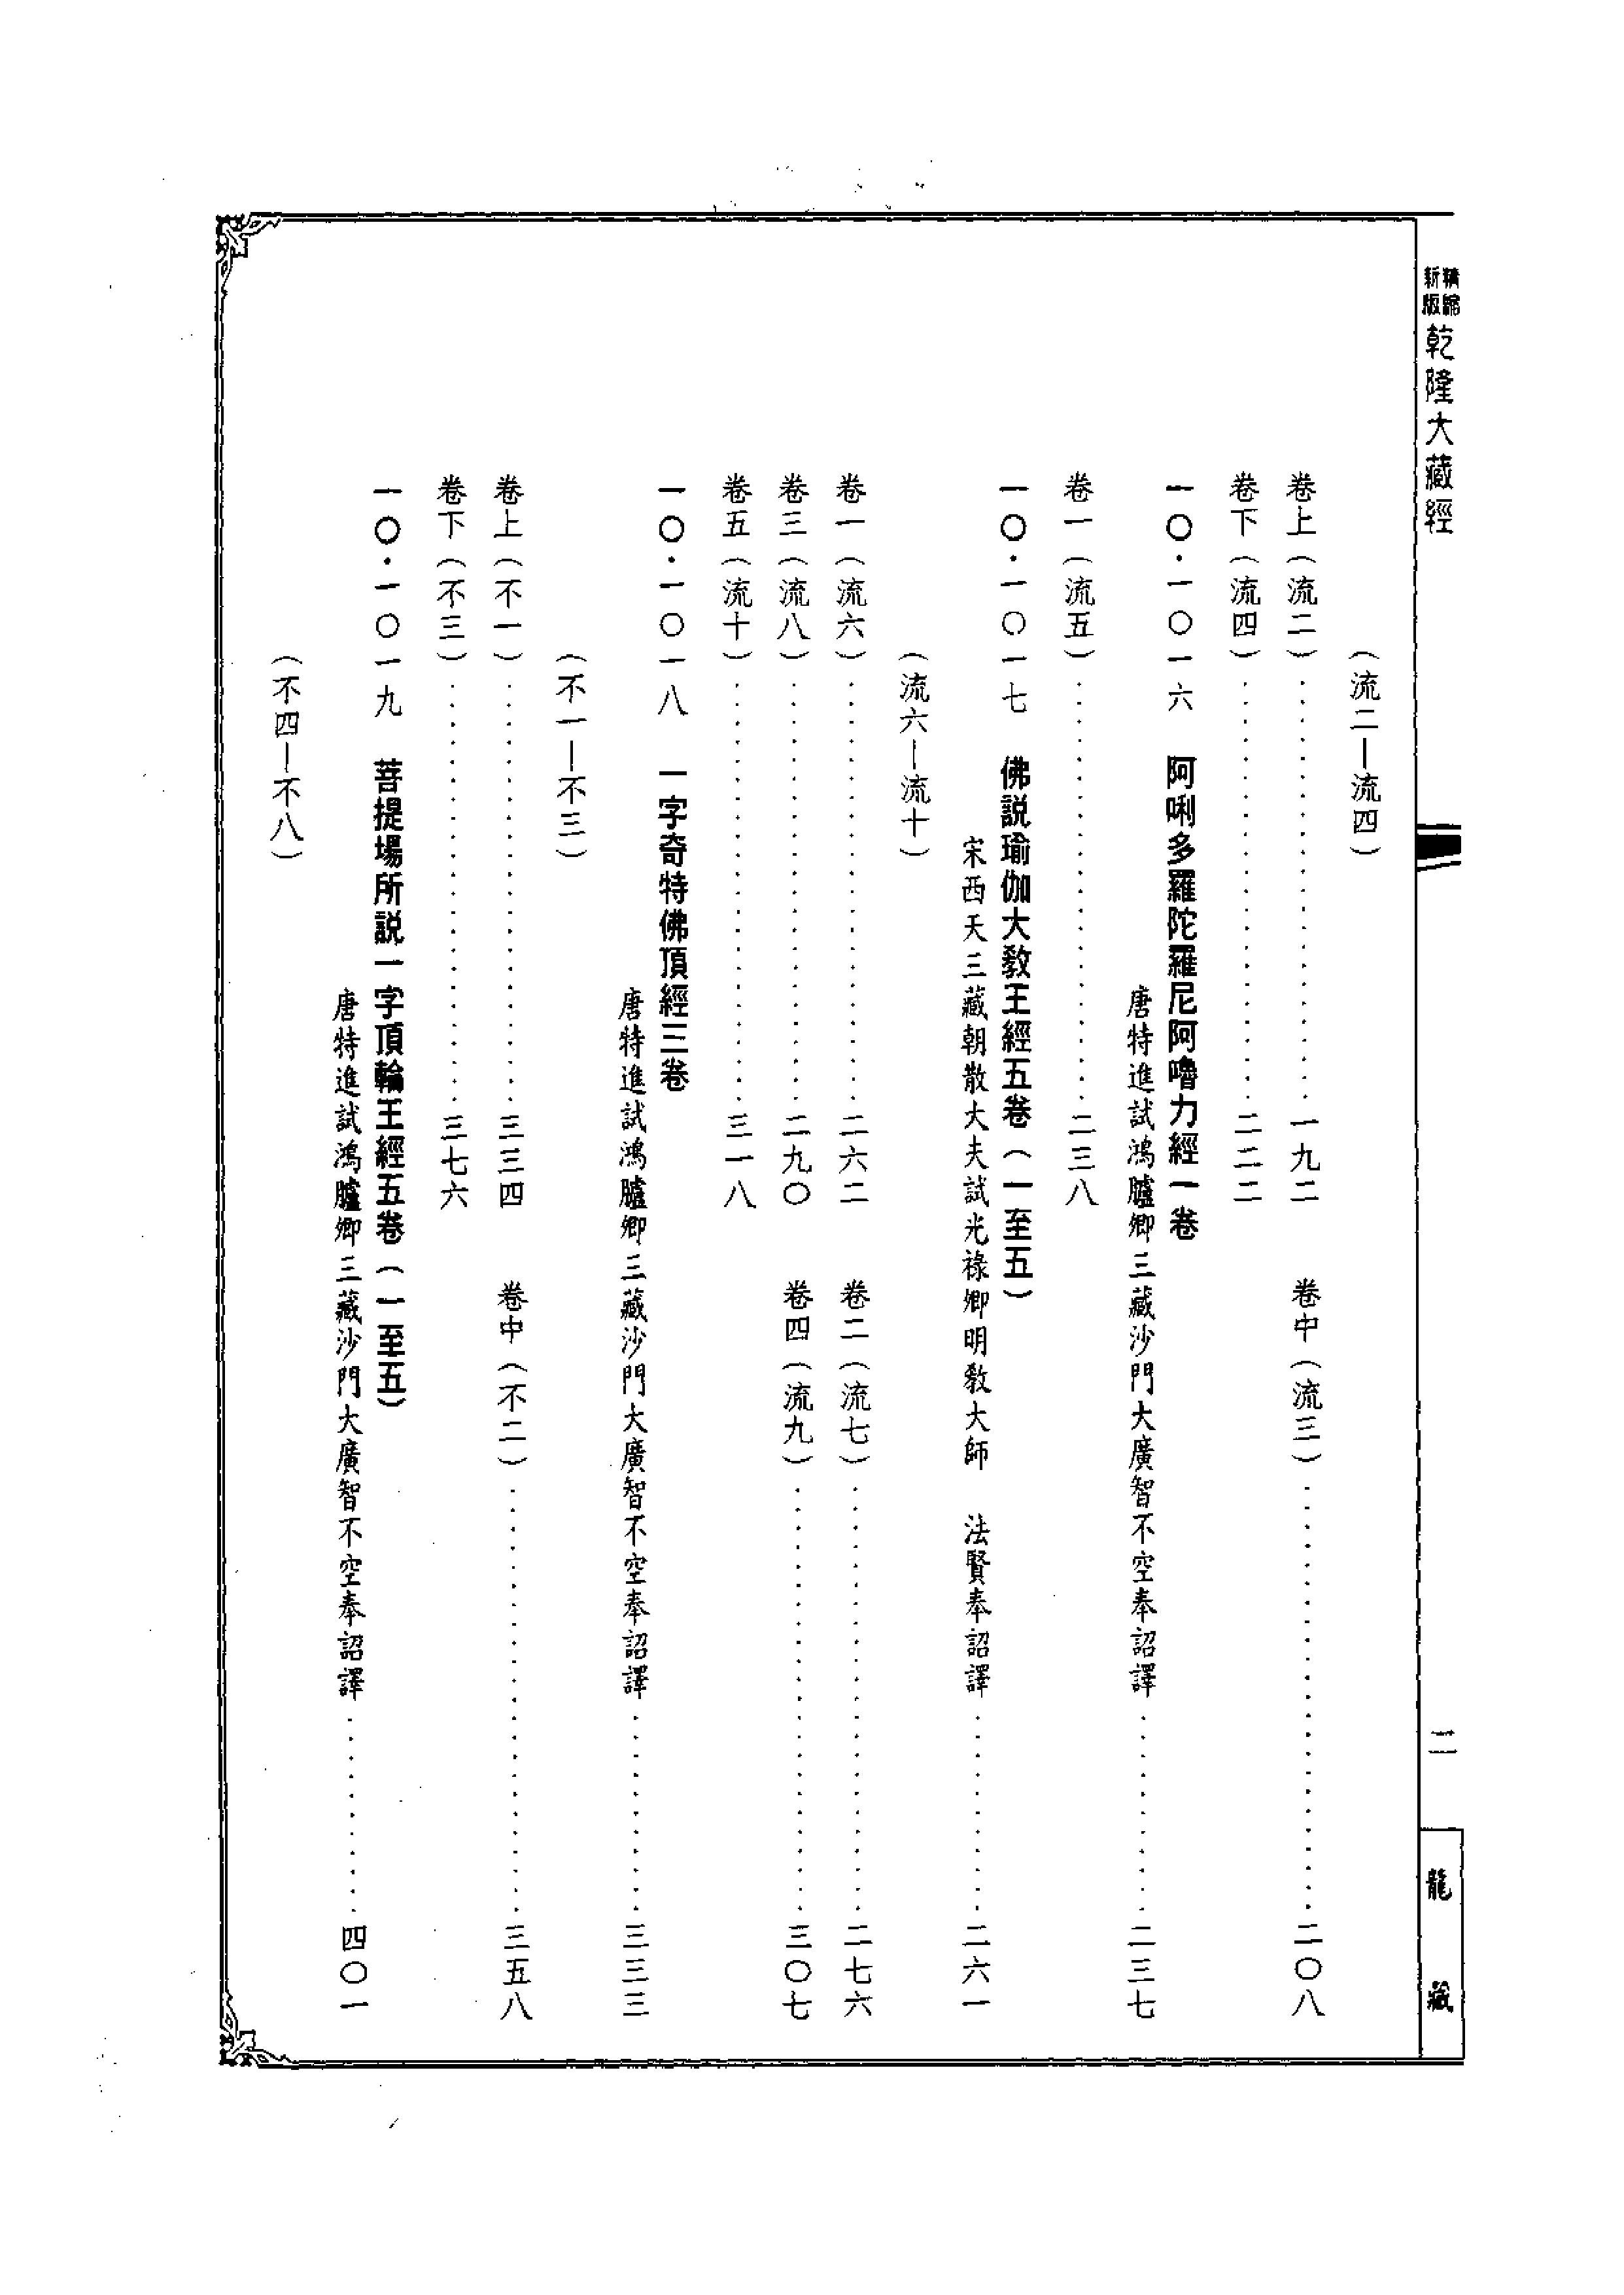 精縮
新版
乾隆大藏經
二
龍藏
(流二—流四)
卷上(流二)............一九二 卷中(流三)............二〇八
卷下(流四)............二二二
一〇·一〇一六 阿唎多羅陀羅尼阿嚕力經一卷
唐特進試鴻臚卿三藏沙門大廣智不空奉詔譯............二三七
卷一(流五)............二三八
一〇·一〇一七 佛説瑜伽大敎王經五卷(一至五)
宋西天三藏朝散大夫試光祿卿明敎大師 法賢奉詔譯............二六一
(流六—流十)
卷一(流六)............二六二 卷二(流七)............二七六
卷三(流八)............二九〇 卷四(流九)............三〇七
卷五(流十)............三一八
一〇·一〇一八 一字奇特佛頂經三卷
唐特進試鴻臚卿三藏沙門大廣智不空奉詔譯............三三三
(不一—不三)
卷上(不一)............三三四 卷中(不二)............三五八
卷下(不三)............三七六
一〇·一〇一九 菩提場所説一字頂輪王經五卷(一至五)
唐特進試鴻臚卿三藏沙門大廣智不空奉詔譯............四〇一
(不四—不八)